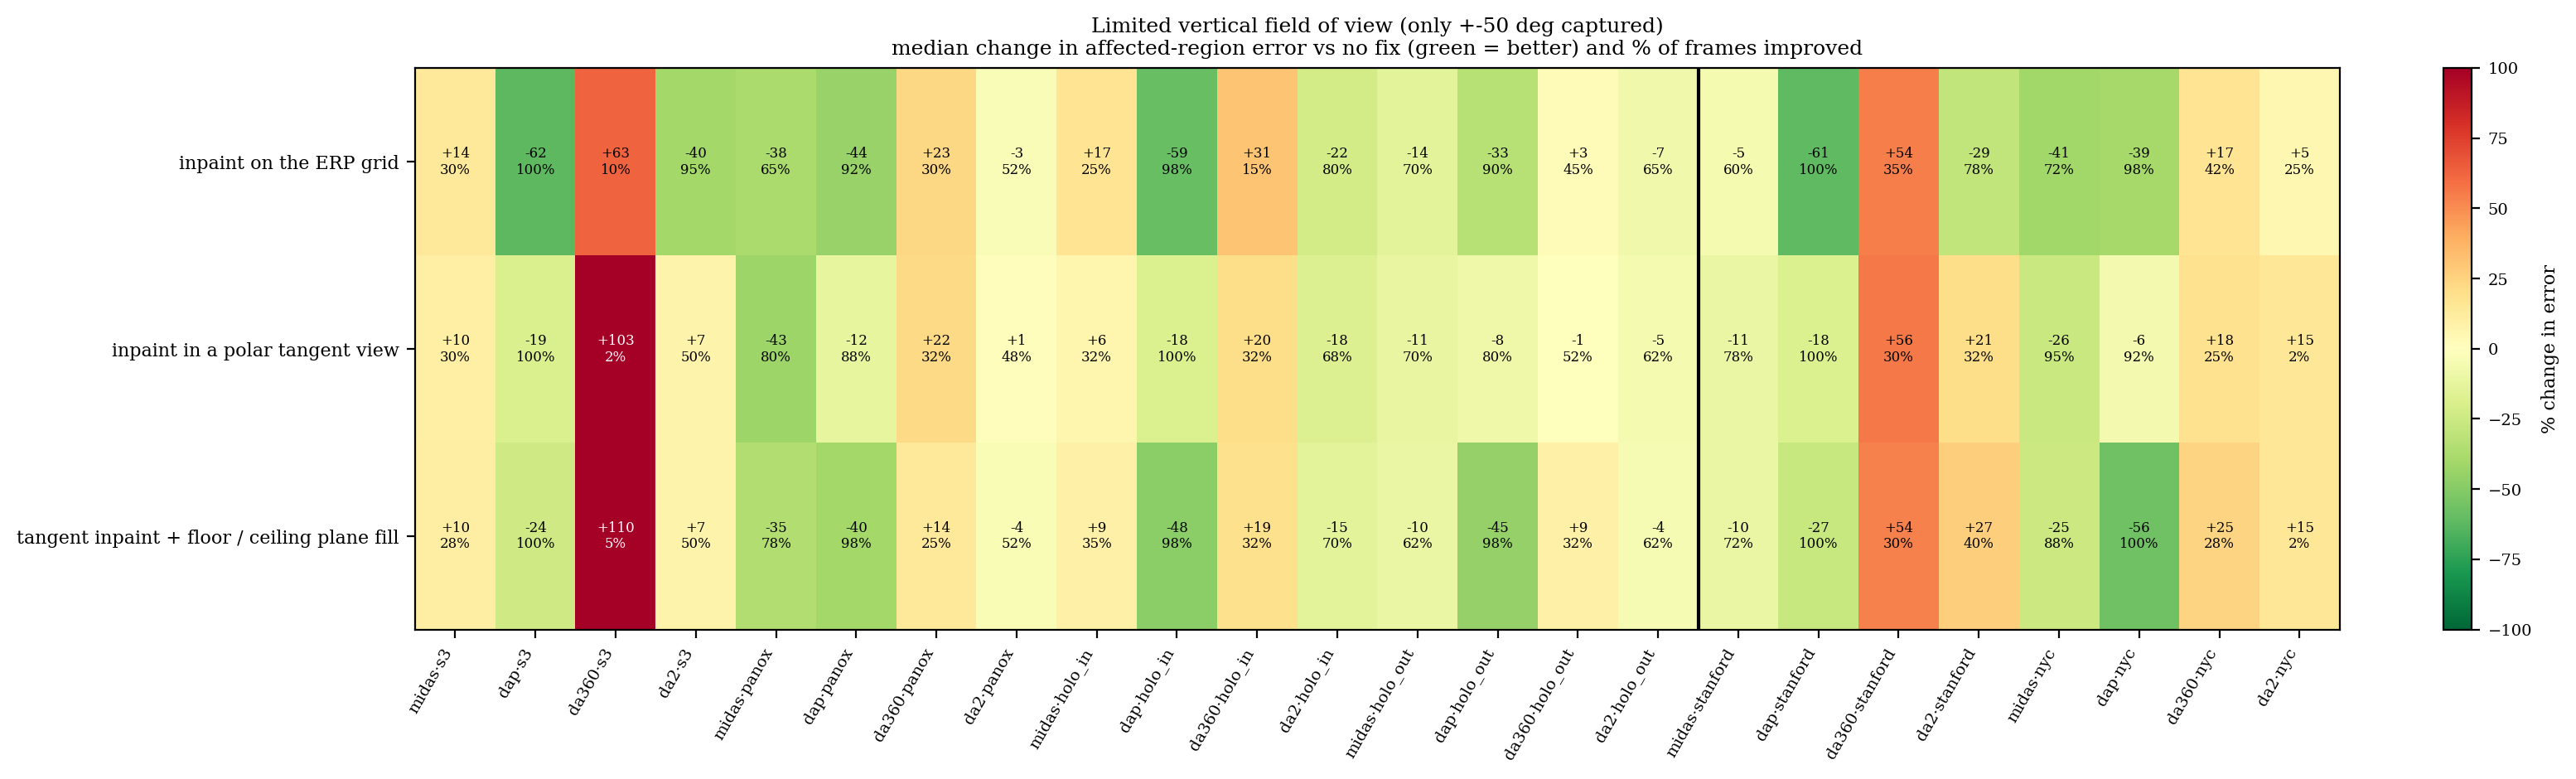 Limited vertical field of view (only +-50 deg captured)
median change in affected-region error vs no fix (green = better) and % of frames improved
inpaint on the ERP grid
+14 -62 +63 -40 -38 -44 +23 -3 +17 -59 +31 -22 -14 -33 +3 -7 -5 -61 +54 -29 -41 -39 +17 +5
30% 100% 10% 95% 65% 92% 30% 52% 25% 98% 15% 80% 70% 90% 45% 65% 60% 100% 35% 78% 72% 98% 42% 25%
inpaint in a polar tangent view
+10 -19 +103 +7 -43 -12 +22 +1 +6 -18 +20 -18 -11 -8 -1 -5 -11 -18 +56 +21 -26 -6 +18 +15
30% 100% 2% 50% 80% 88% 32% 48% 32% 100% 32% 68% 70% 80% 52% 62% 78% 100% 30% 32% 95% 92% 25% 2%
tangent inpaint + floor / ceiling plane fill
+10 -24 +110 +7 -35 -40 +14 -4 +9 -48 +19 -15 -10 -45 +9 -4 -10 -27 +54 +27 -25 -56 +25 +15
28% 100% 5% 50% 78% 98% 25% 52% 35% 98% 32% 70% 62% 98% 32% 62% 72% 100% 30% 40% 88% 100% 28% 2%
midas·s3
dap·s3
da360·s3
da2·s3
midas·panox
dap·panox
da360·panox
da2·panox
midas·holo_in
dap·holo_in
da360·holo_in
da2·holo_in
midas·holo_out
dap·holo_out
da360·holo_out
da2·holo_out
midas·stanford
dap·stanford
da360·stanford
da2·stanford
midas·nyc
dap·nyc
da360·nyc
da2·nyc
100
75
50
25
0
−25
−50
−75
−100
% change in error